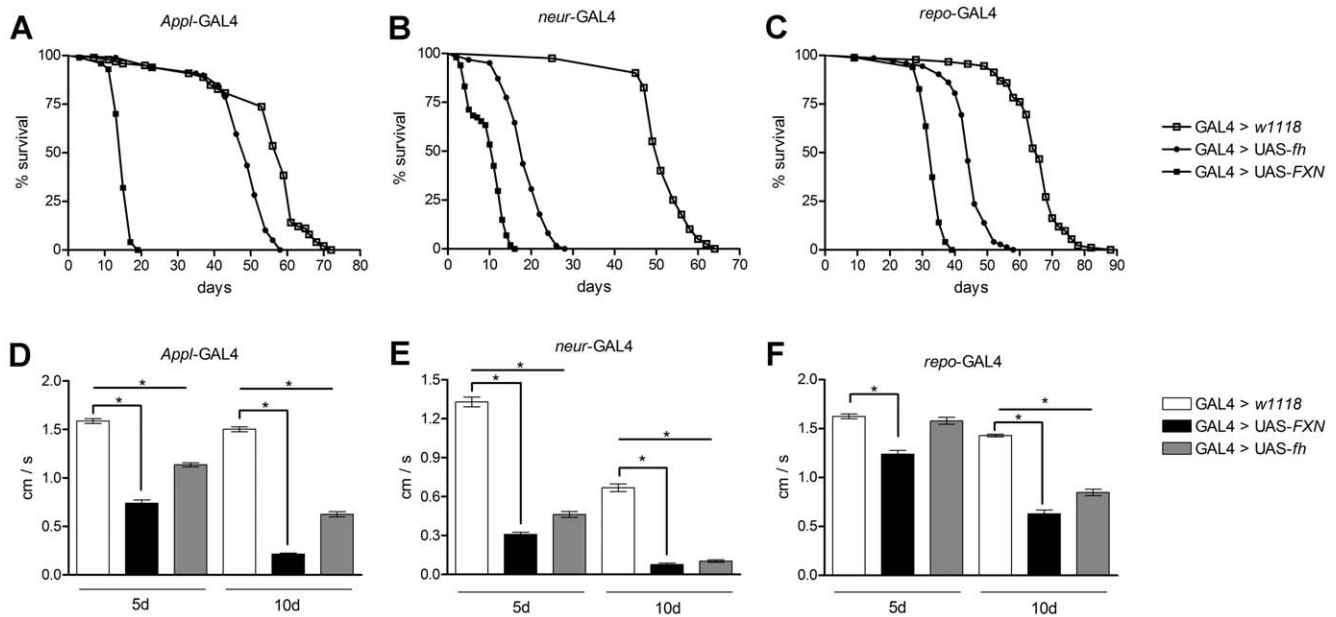 A
Appl-GAL4
% survival
100
75
50
25
0
0 10 20 30 40 50 60 70 80
days
B
neur-GAL4
% survival
100
75
50
25
0
0 10 20 30 40 50 60 70
days
C
repo-GAL4
% survival
100
75
50
25
0
0 10 20 30 40 50 60 70 80 90
days
GAL4 > w1118
GAL4 > UAS-fh
GAL4 > UAS-FXN
D
Appl-GAL4
cm / s
2.0
1.5
1.0
0.5
0.0
* * * *
5d 10d
E
neur-GAL4
cm / s
1.5
1.2
0.9
0.6
0.3
0.0
* * * *
5d 10d
F
repo-GAL4
cm / s
2.0
1.5
1.0
0.5
0.0
* * *
5d 10d
GAL4 > w1118
GAL4 > UAS-FXN
GAL4 > UAS-fh